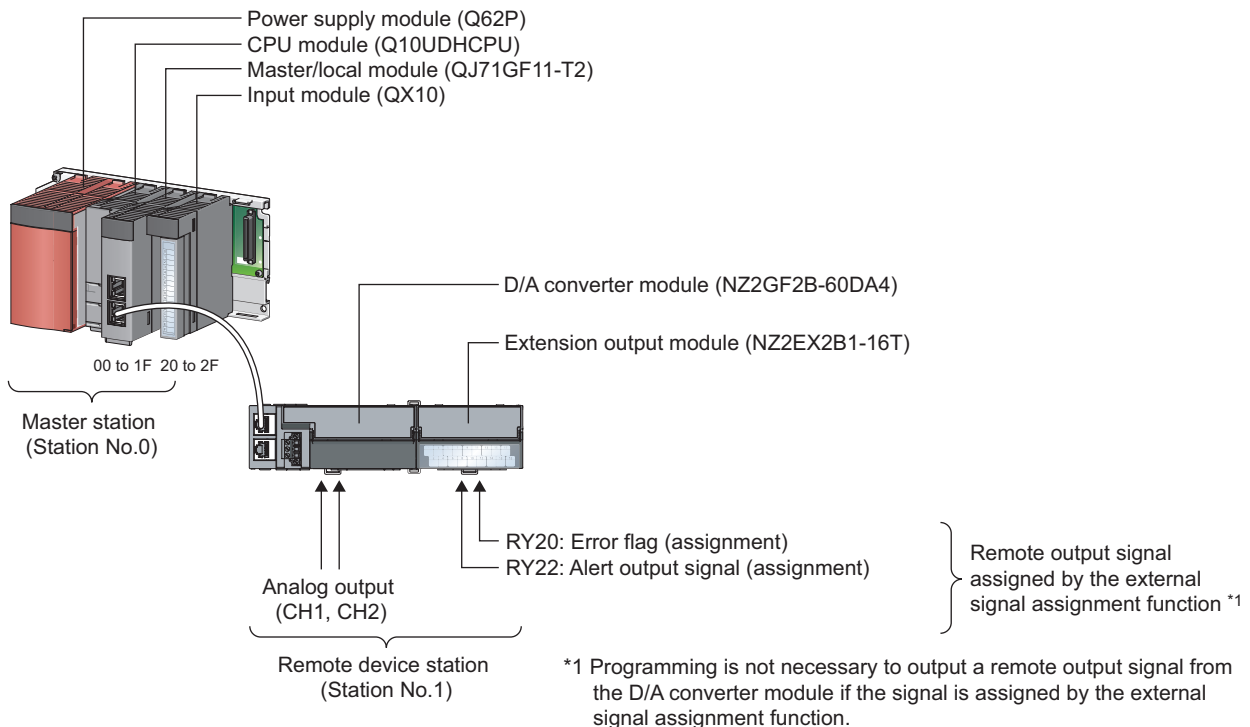 Power supply module (Q62P)
CPU module (Q10UDHCPU)
Master/local module (QJ71GF11-T2)
Input module (QX10)
D/A converter module (NZ2GF2B-60DA4)
Extension output module (NZ2EX2B1-16T)
00 to 1F 20 to 2F
Master station
(Station No.0)
RY20: Error flag (assignment)
RY22: Alert output signal (assignment)
Remote output signal
assigned by the external
signal assignment function *1
Analog output
(CH1, CH2)
Remote device station
(Station No.1)
*1 Programming is not necessary to output a remote output signal from
the D/A converter module if the signal is assigned by the external
signal assignment function.